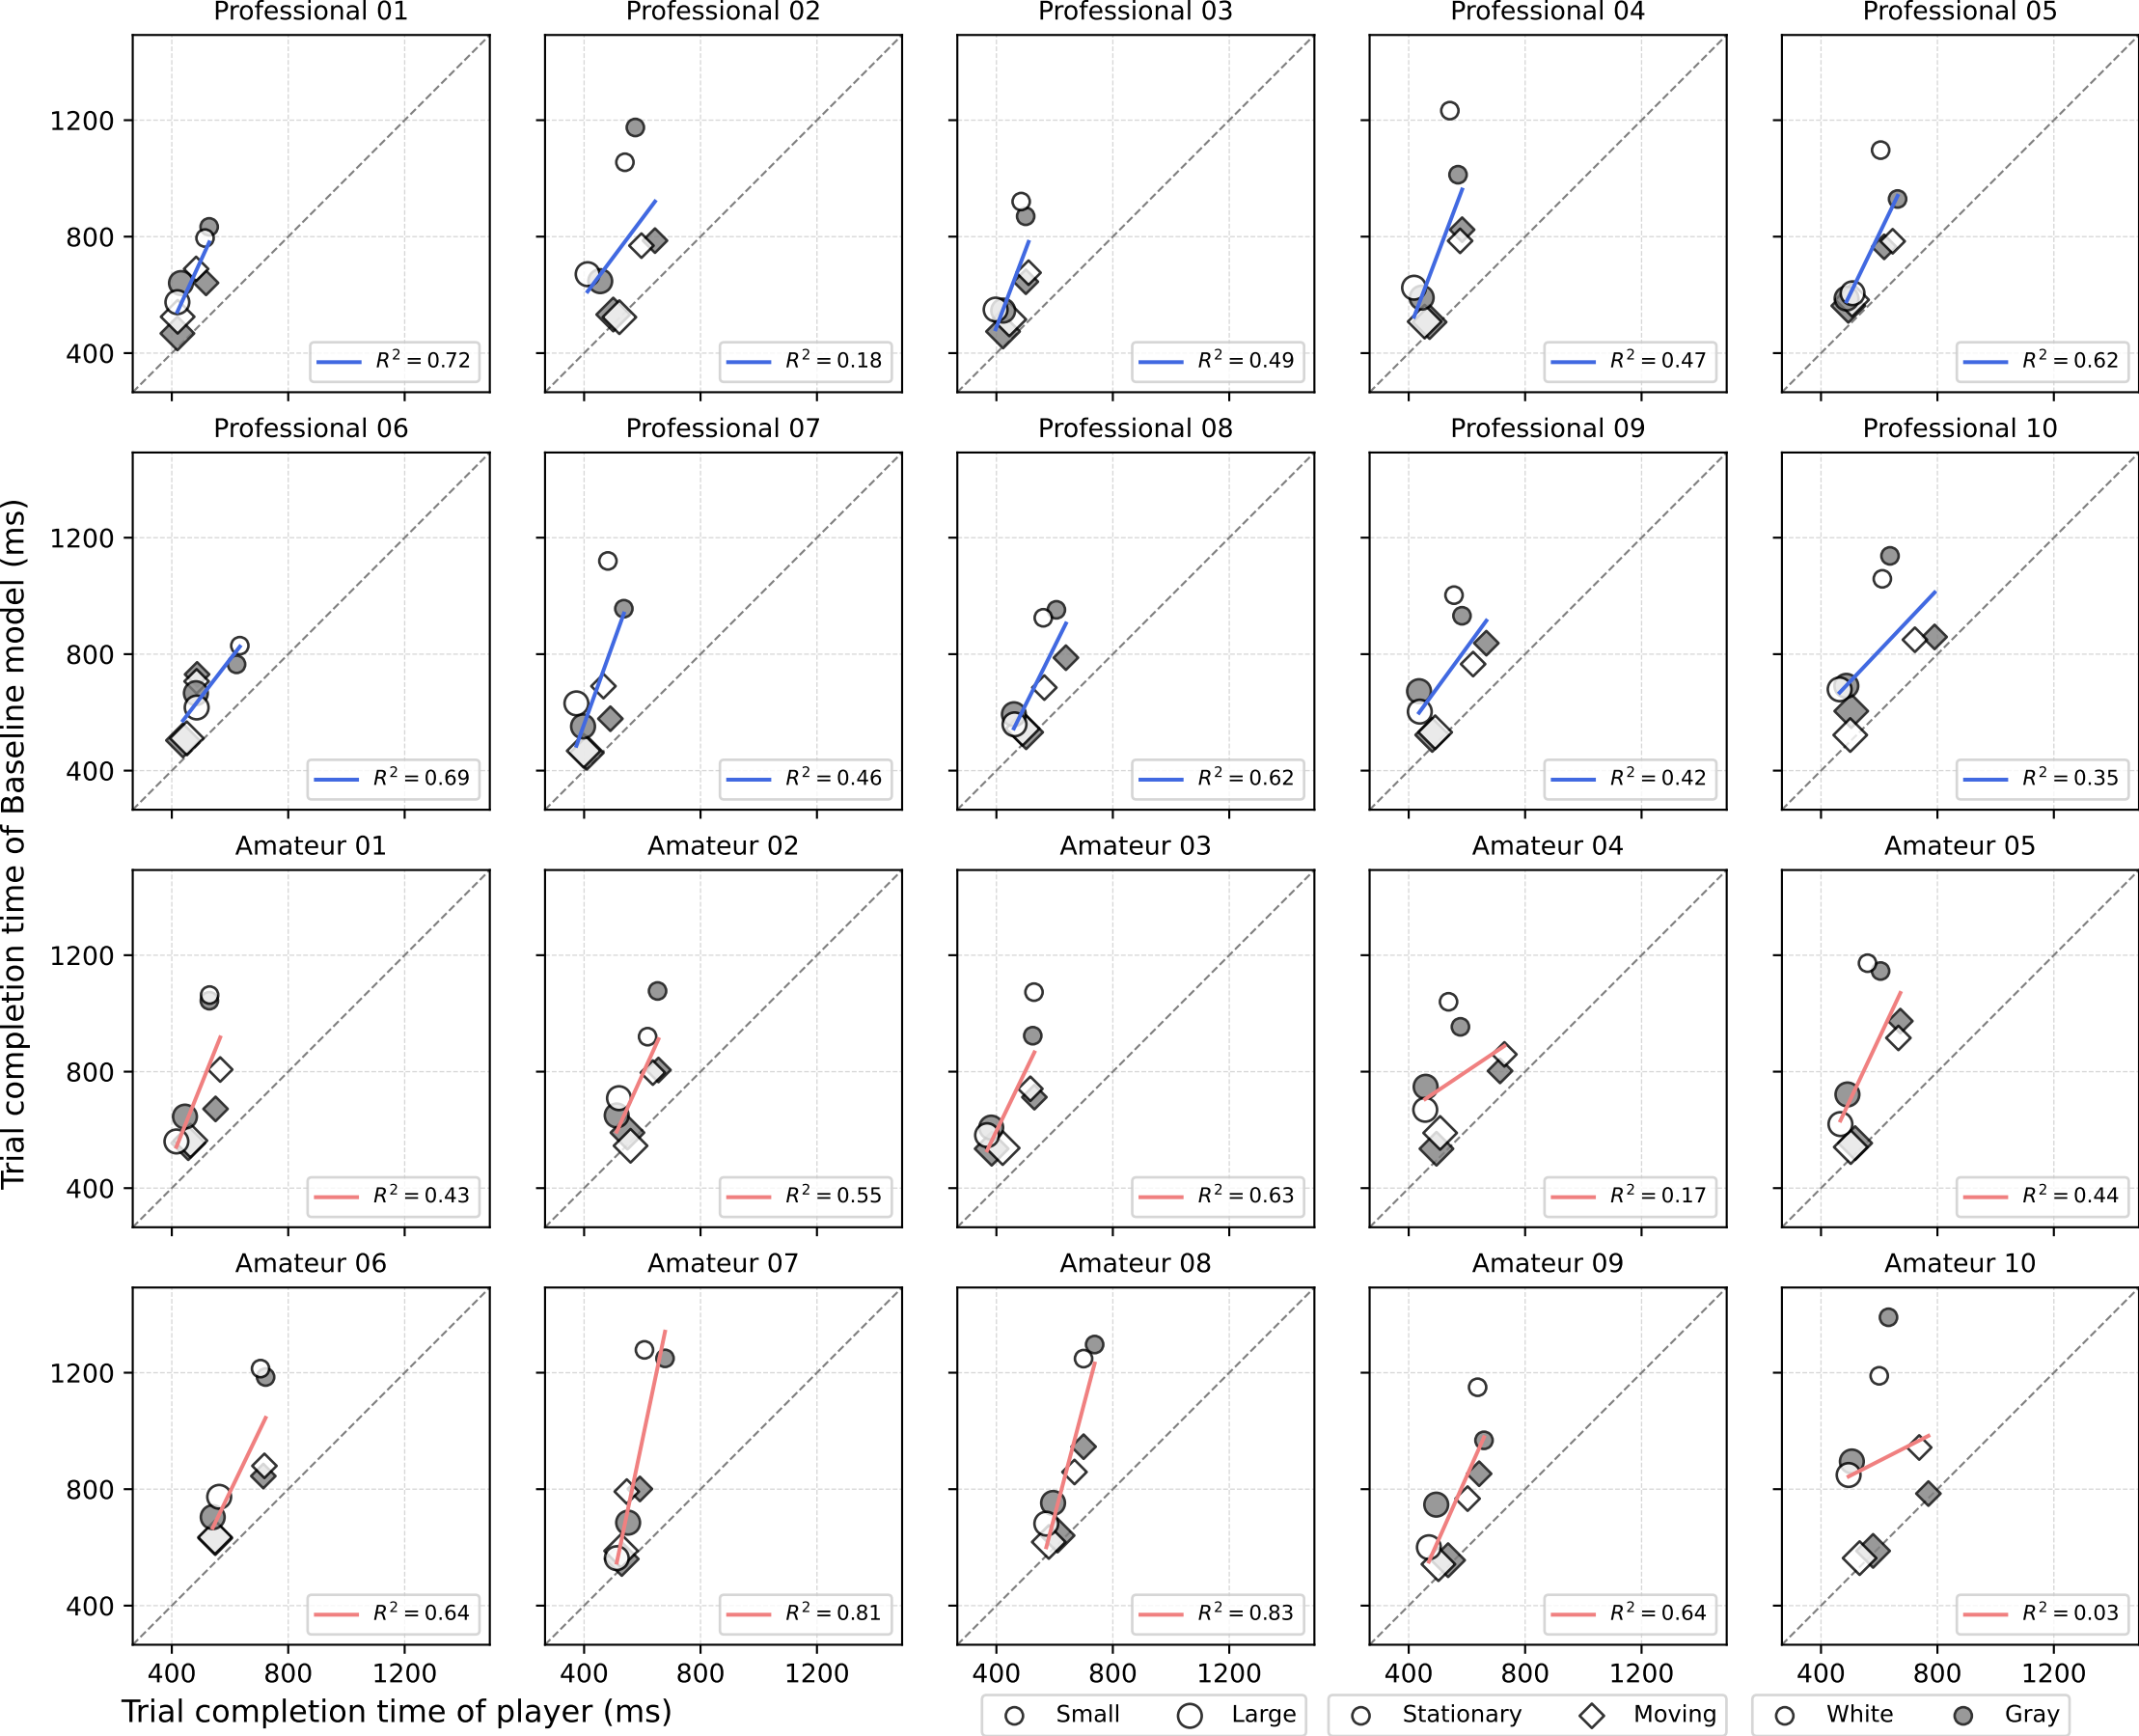 Professional 01 Professional 02 Professional 03 Professional 04 Professional 05
1200
800
400
R² = 0.72 R² = 0.18 R² = 0.49 R² = 0.47 R² = 0.62
Professional 06 Professional 07 Professional 08 Professional 09 Professional 10
1200
800
400
R² = 0.69 R² = 0.46 R² = 0.62 R² = 0.42 R² = 0.35
Trial completion time of Baseline model (ms)
Amateur 01 Amateur 02 Amateur 03 Amateur 04 Amateur 05
1200
800
400
R² = 0.43 R² = 0.55 R² = 0.63 R² = 0.17 R² = 0.44
Amateur 06 Amateur 07 Amateur 08 Amateur 09 Amateur 10
1200
800
400
R² = 0.64 R² = 0.81 R² = 0.83 R² = 0.64 R² = 0.03
400 800 1200 400 800 1200 400 800 1200 400 800 1200 400 800 1200
Trial completion time of player (ms)
Small Large Stationary Moving White Gray